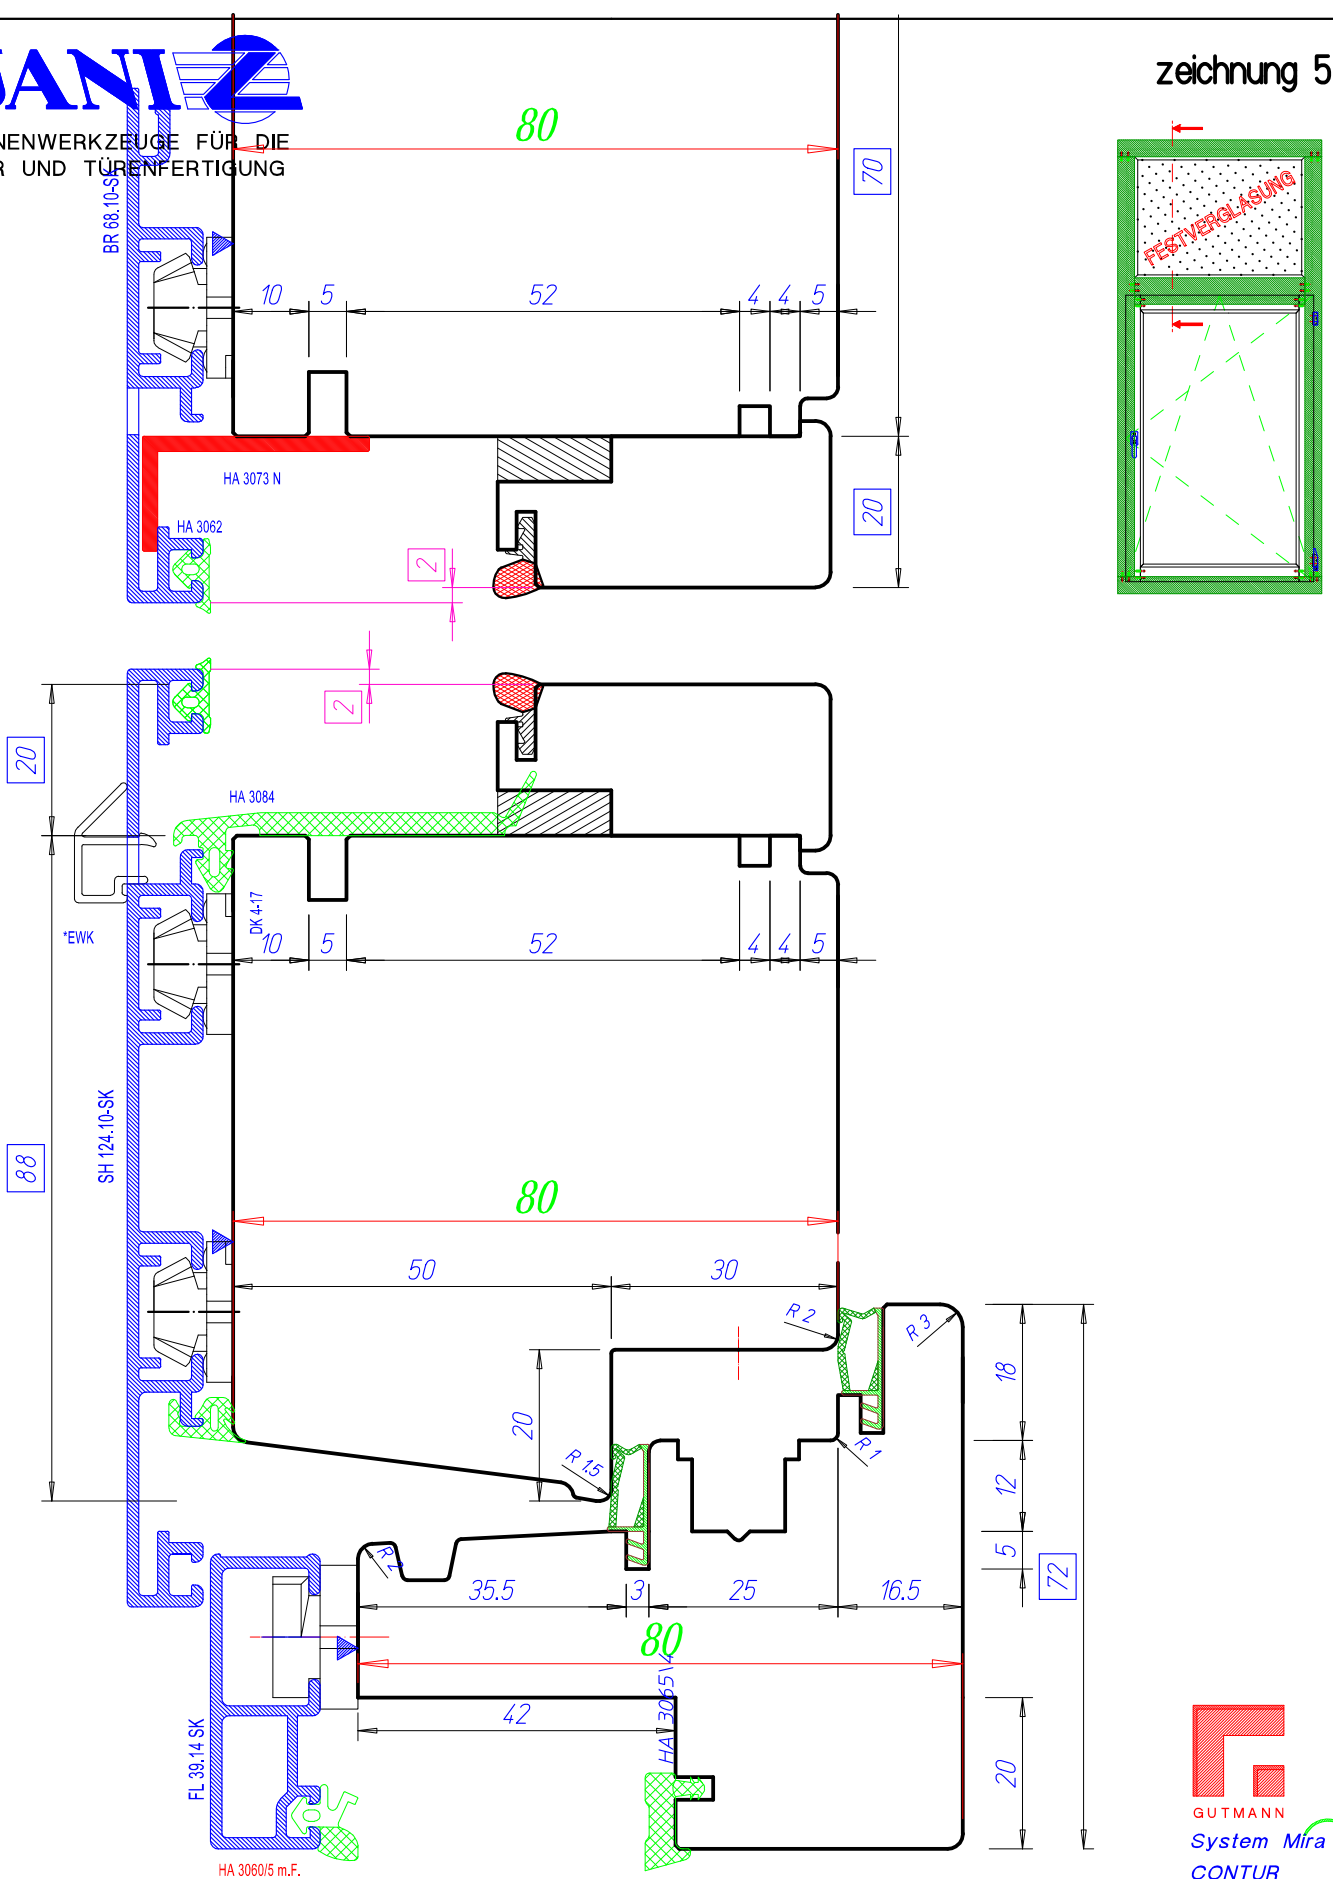 zeichnung 5
NENWERKZEUGE FÜR DIE
R UND TÜRENFERTIGUNG
80
70
BR 68.10-SK
FESTVERGLASUNG
10 5 52 4 4 5
HA 3073 N
HA 3062
20
2
2
20
HA 3084
*EWK
DK 4-17
10 5 52 4 4 5
SH 124.10-SK
88
80
50 30
R 2
R 3
18
20
R 1.5
R 1
12
5
R 2
72
35.5 3 25 16.5
80
HA 3065\4
42
FL 39.14 SK
20
HA 3060/5 m.F.
GUTMANN
System Mira
CONTUR